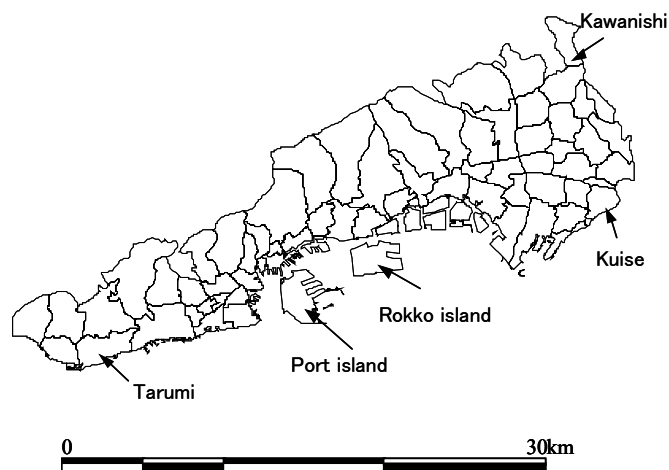 Kawanishi
Kuise
Rokko island
Port island
Tarumi
0 30km